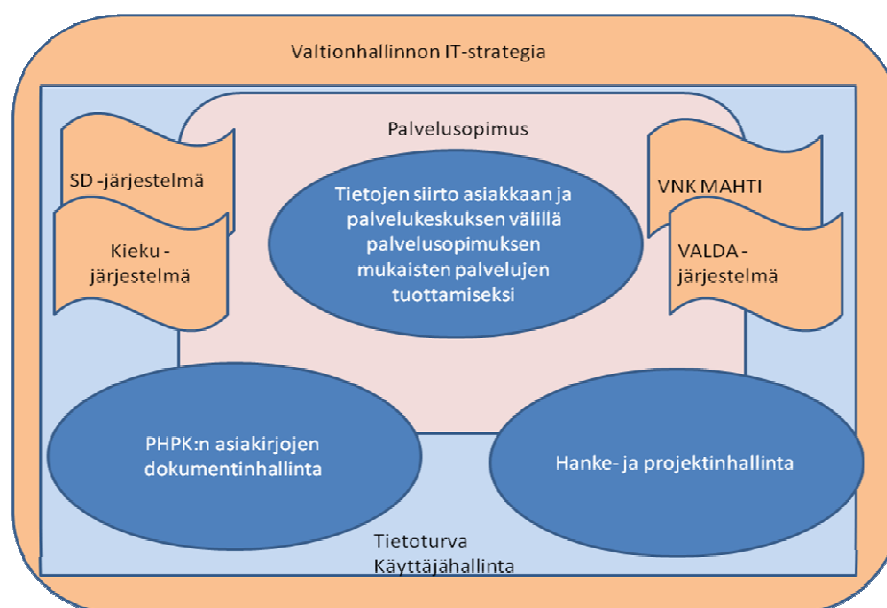 Valtionhallinnon IT-strategia
Palvelusopimus
SD -järjestelmä
Kieku -
järjestelmä
Tietojen siirto asiakkaan ja
palvelukeskuksen välillä
palvelusopimuksen
mukaisten palvelujen
tuottamiseksi
VNK MAHTI
VALDA -
järjestelmä
PHPK:n asiakirjojen
dokumentinhallinta
Hanke- ja projektinhallinta
Tietoturva
Käyttäjähallinta